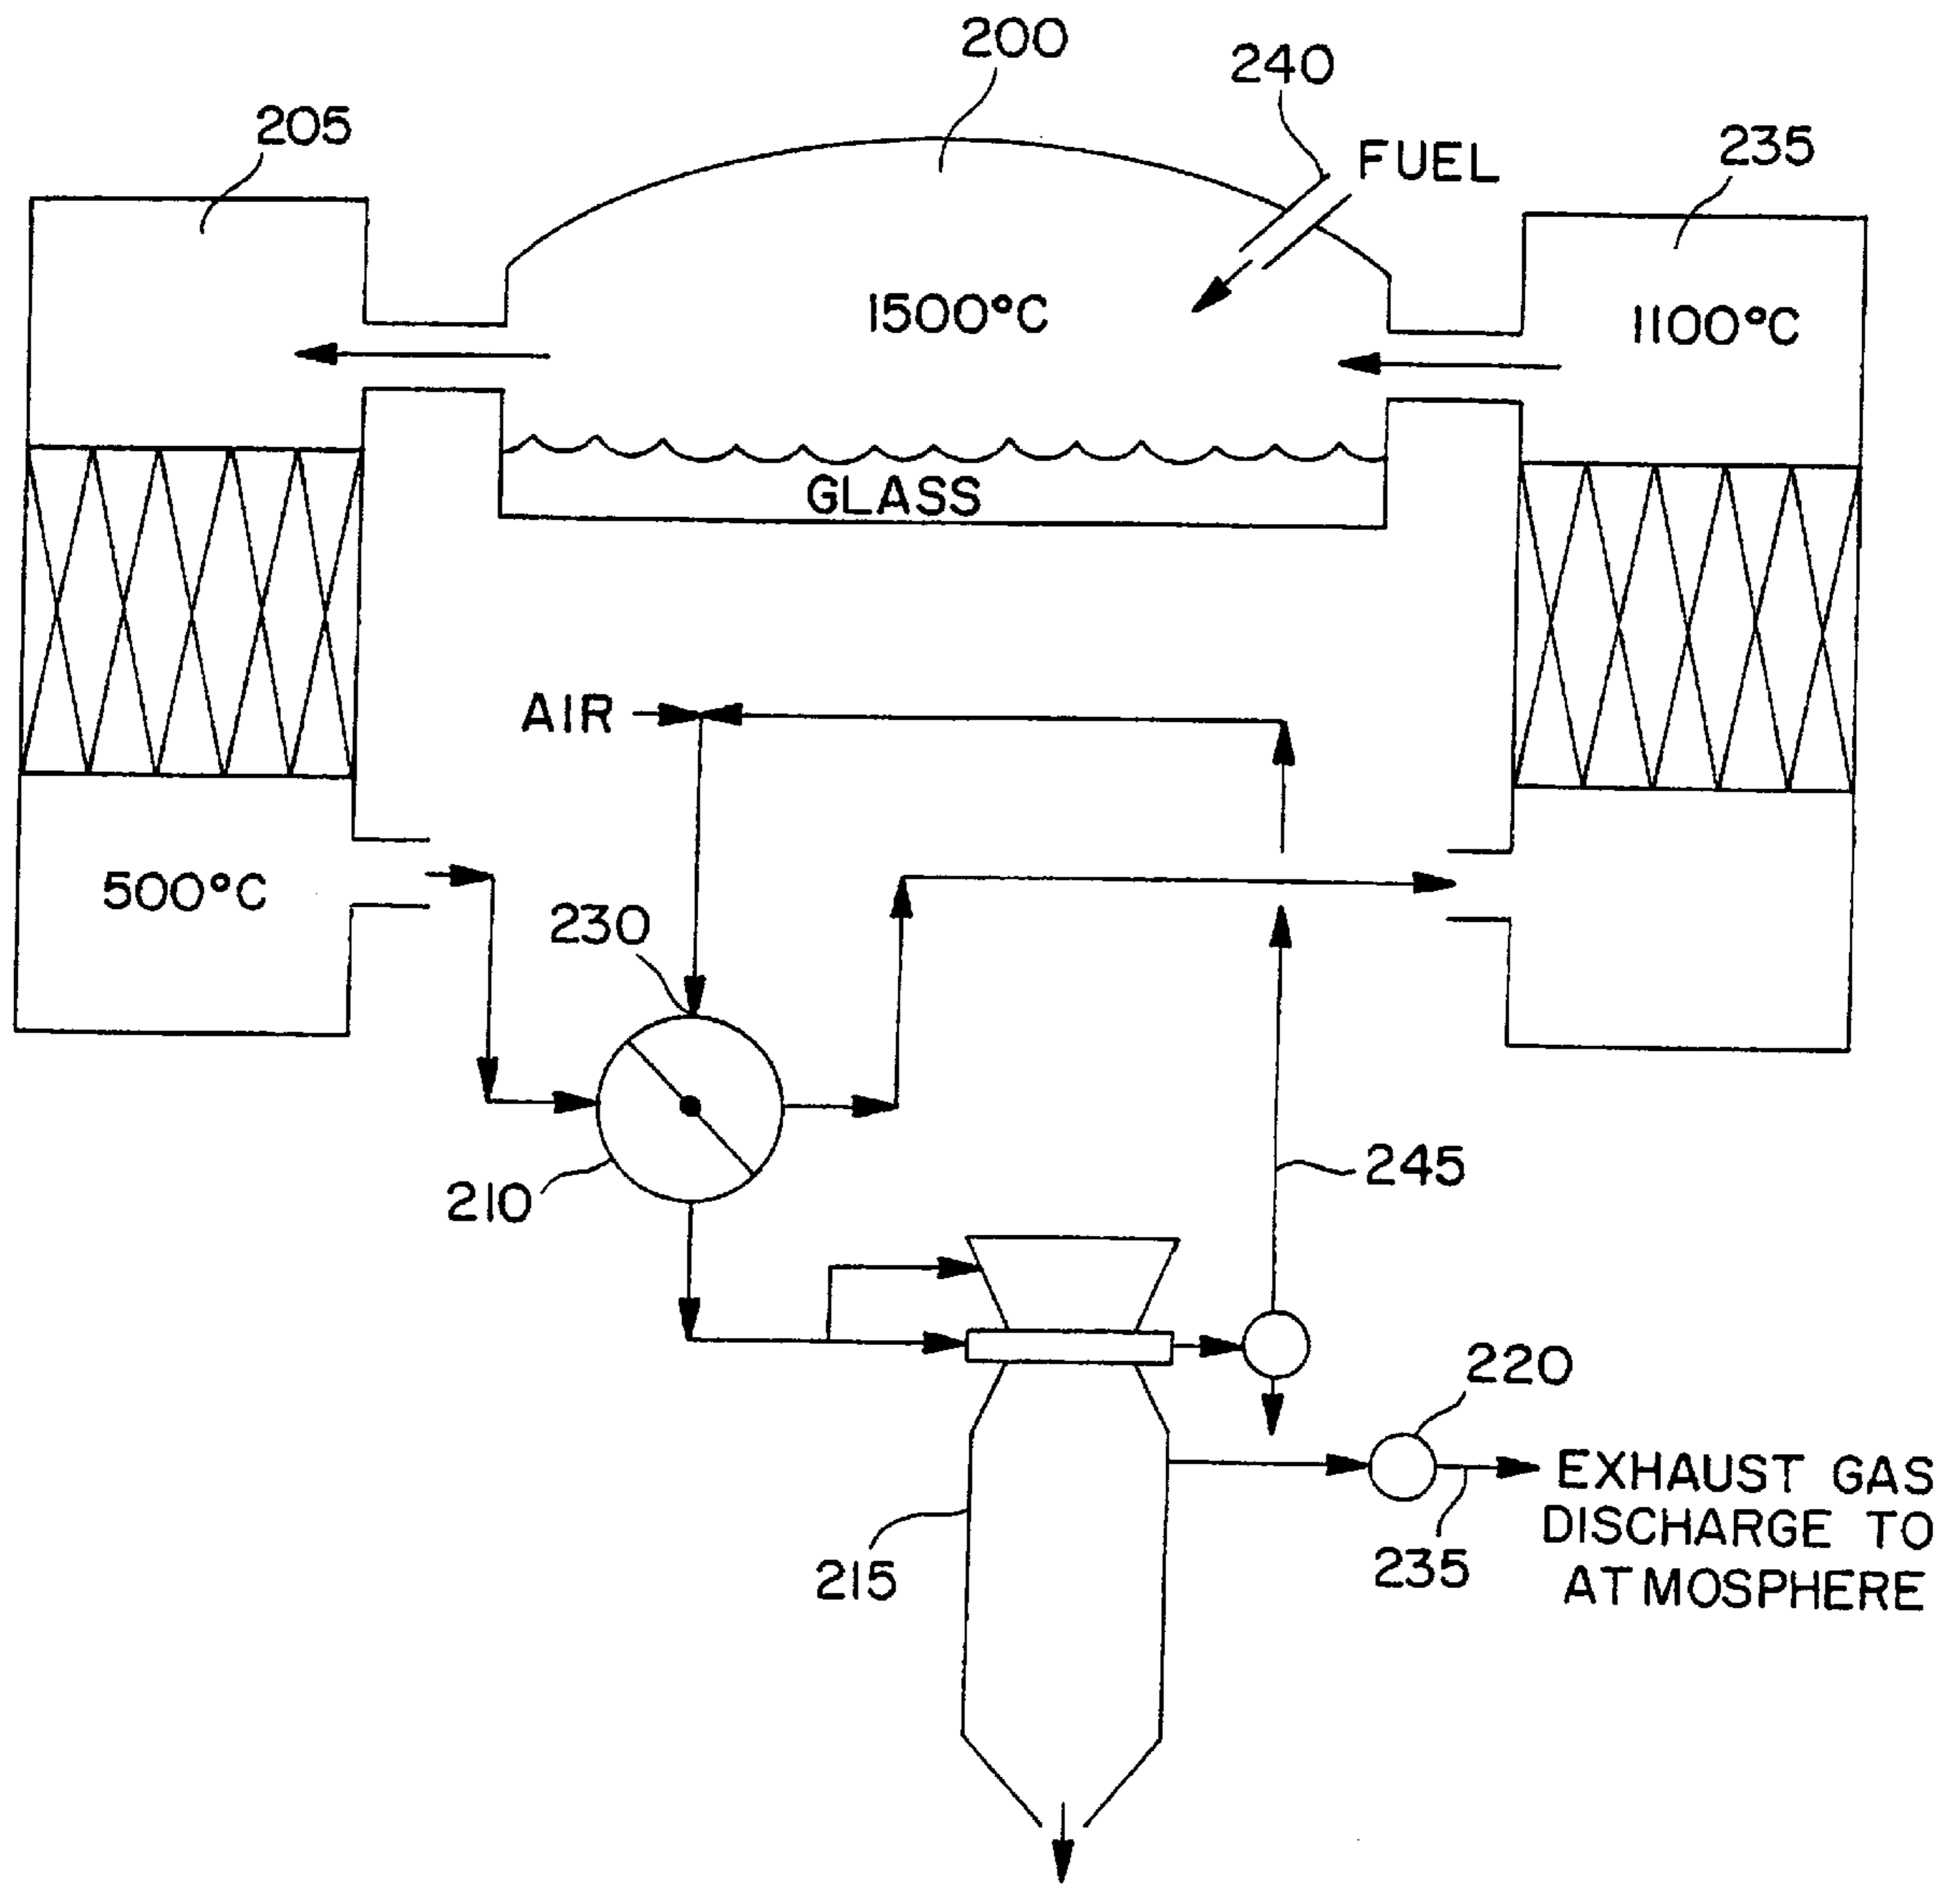 200
240
205
FUEL
235
1500°C
1100°C
GLASS
AIR
500°C
230
245
210
220
EXHAUST GAS
DISCHARGE TO
ATMOSPHERE
235
215